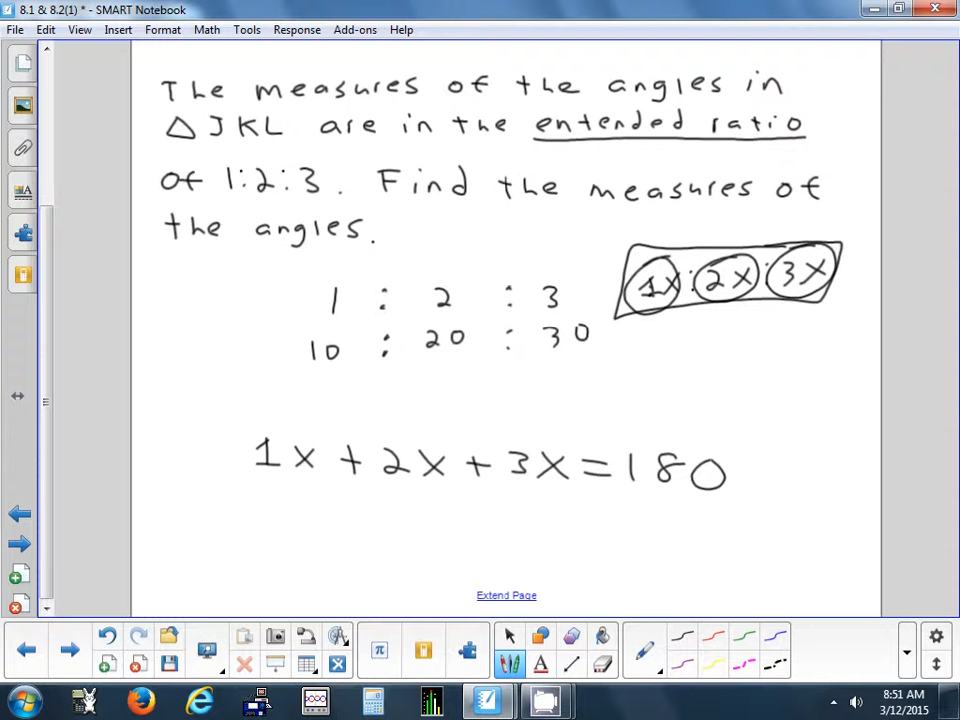 8.1 & 8.2(1) * - SMART Notebook
File Edit View Insert Format Math Tools Response Add-ons Help
The measures of the angles in
△JKL are in the entended ratio
of 1:2:3. Find the measures of
the angles.
1x:2x:3x
1 : 2 : 3
10 : 20 : 30
1x + 2x + 3x = 180
Extend Page
8:51 AM
3/12/2015